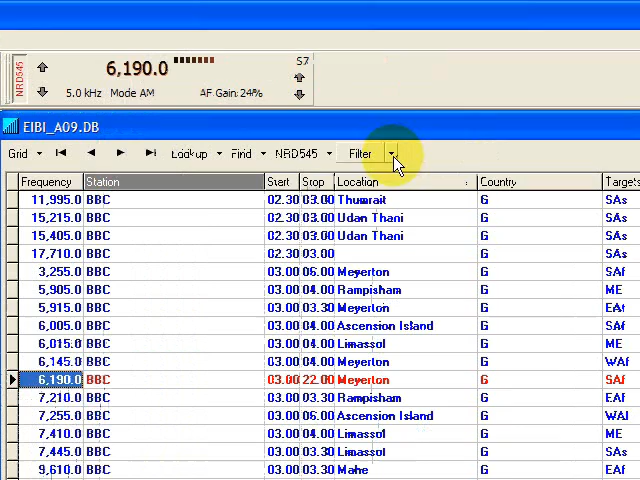 6,190.0 S7
NRD545
5.0 kHz Mode AM AF Gain: 24%
EIBI_A09.DB
Grid Lookup Find NRD545 Filter
Frequency Station Start Stop Location Country Targets
11,995.0 BBC 02.30 03.00 Thumrait G SAs
15,215.0 BBC 02.30 03.00 Udan Thani G SAs
15,405.0 BBC 02.30 03.00 Udan Thani G SAs
17,710.0 BBC 02.30 03.00 G SAs
3,255.0 BBC 03.00 06.00 Meyerton G SAf
5,905.0 BBC 03.00 04.00 Rampisham G ME
5,915.0 BBC 03.00 03.30 Meyerton G EAf
6,005.0 BBC 03.00 04.00 Ascension Island G SAf
6,015.0 BBC 03.00 04.00 Limassol G ME
6,145.0 BBC 03.00 04.00 Meyerton G WAf
6,190.0 BBC 03.00 22.00 Meyerton G SAf
7,210.0 BBC 03.00 03.30 Rampisham G EAf
7,255.0 BBC 03.00 06.00 Ascension Island G WAf
7,410.0 BBC 03.00 04.00 Limassol G ME
7,445.0 BBC 03.00 03.30 Limassol G EAf
9,610.0 BBC 03.00 03.30 Mahe G EAf